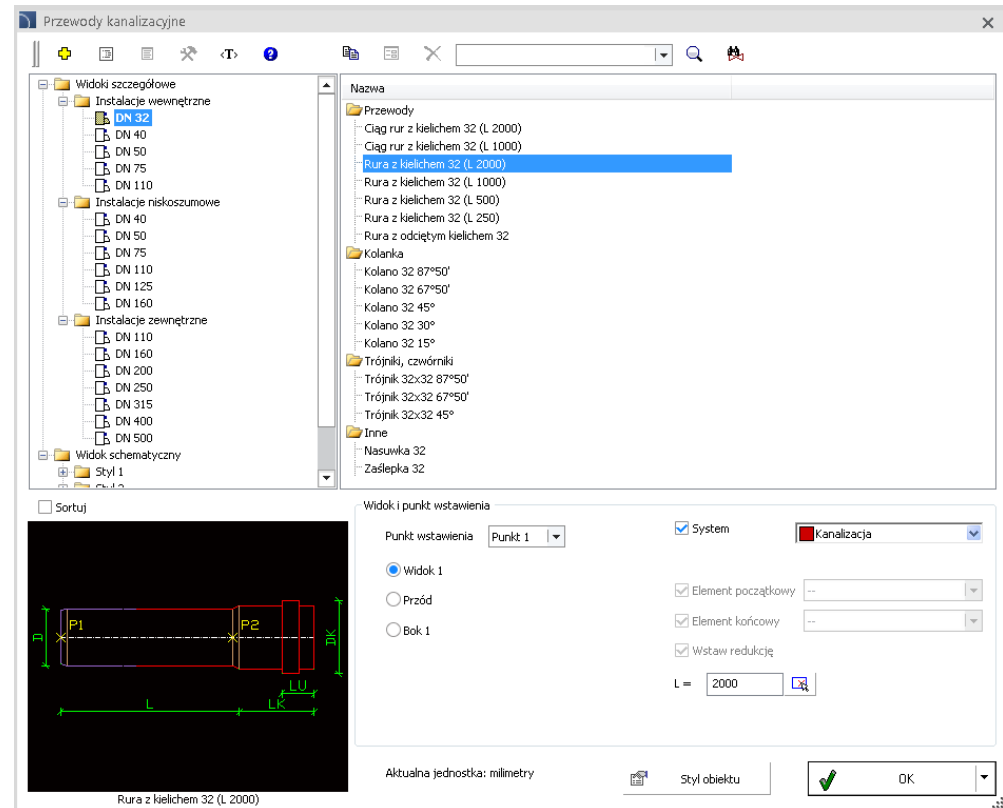 Przewody kanalizacyjne
‹T›
Widoki szczegółowe
Instalacje wewnętrzne
DN 32
DN 40
DN 50
DN 75
DN 110
Instalacje niskoszumowe
DN 40
DN 50
DN 75
DN 110
DN 125
DN 160
Instalacje zewnętrzne
DN 110
DN 160
DN 200
DN 250
DN 315
DN 400
DN 500
Widok schematyczny
Styl 1
Nazwa
Przewody
Ciąg rur z kielichem 32 (L 2000)
Ciąg rur z kielichem 32 (L 1000)
Rura z kielichem 32 (L 2000)
Rura z kielichem 32 (L 1000)
Rura z kielichem 32 (L 500)
Rura z kielichem 32 (L 250)
Rura z odciętym kielichem 32
Kolanka
Kolano 32 87°50'
Kolano 32 67°50'
Kolano 32 45°
Kolano 32 30°
Kolano 32 15°
Trójniki, czwórniki
Trójnik 32x32 87°50'
Trójnik 32x32 67°50'
Trójnik 32x32 45°
Inne
Nasuwka 32
Zaślepka 32
Sortuj
D
P1
P2
DK
LU
L
LK
Rura z kielichem 32 (L 2000)
Widok i punkt wstawienia
Punkt wstawienia Punkt 1
Widok 1
Przód
Bok 1
System Kanalizacja
Element początkowy --
Element końcowy --
Wstaw redukcję
L = 2000
Aktualna jednostka: milimetry
Styl obiektu
OK